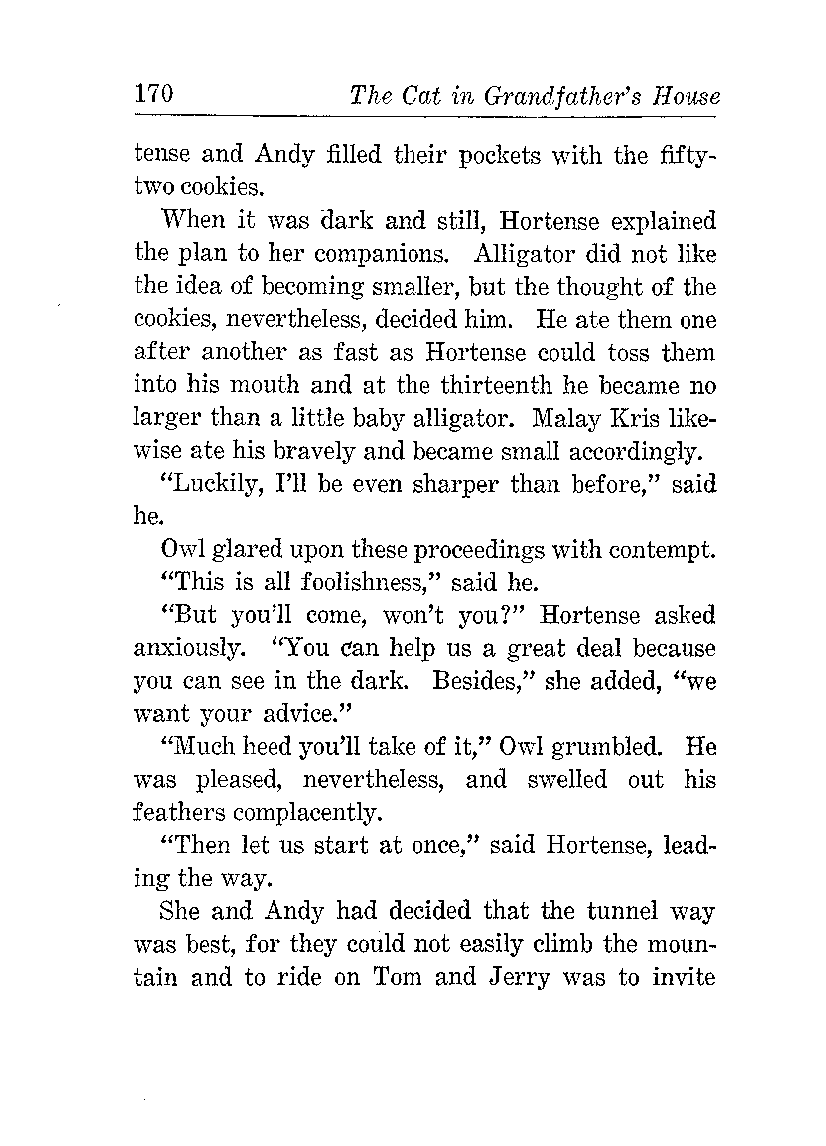 170 The Cat in Grandfather's House
tense and Andy filled their pockets with the fifty-
two cookies.
When it was dark and still, Hortense explained
the plan to her companions. Alligator did not like
the idea of becoming smaller, but the thought of the
cookies, nevertheless, decided him. He ate them one
after another as fast as Hortense could toss them
into his mouth and at the thirteenth he became no
larger than a little baby alligator. Malay Kris like-
wise ate his bravely and became small accordingly.
“Luckily, I’ll be even sharper than before,” said
he.
Owl glared upon these proceedings with contempt.
“This is all foolishness,” said he.
“But you’ll come, won’t you?” Hortense asked
anxiously. “You can help us a great deal because
you can see in the dark. Besides,” she added, “we
want your advice.”
“Much heed you’ll take of it,” Owl grumbled. He
was pleased, nevertheless, and swelled out his
feathers complacently.
“Then let us start at once,” said Hortense, lead-
ing the way.
She and Andy had decided that the tunnel way
was best, for they could not easily climb the moun-
tain and to ride on Tom and Jerry was to invite